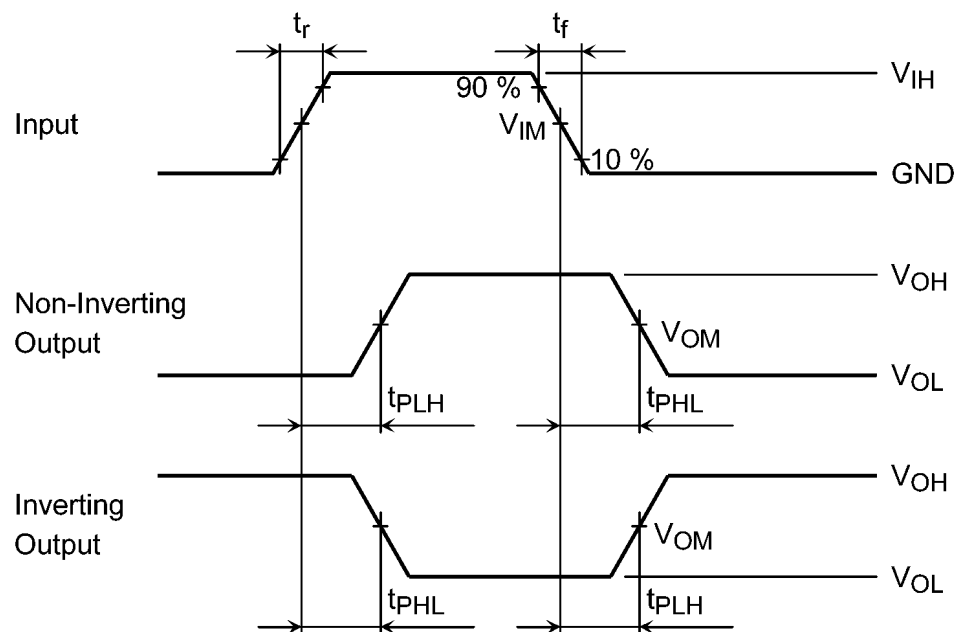 tr
tf
90 %
VIH
Input
VIM
10 %
GND
Non-Inverting
Output
VOH
VOM
VOL
tPLH
tPHL
Inverting
Output
VOH
VOM
VOL
tPHL
tPLH